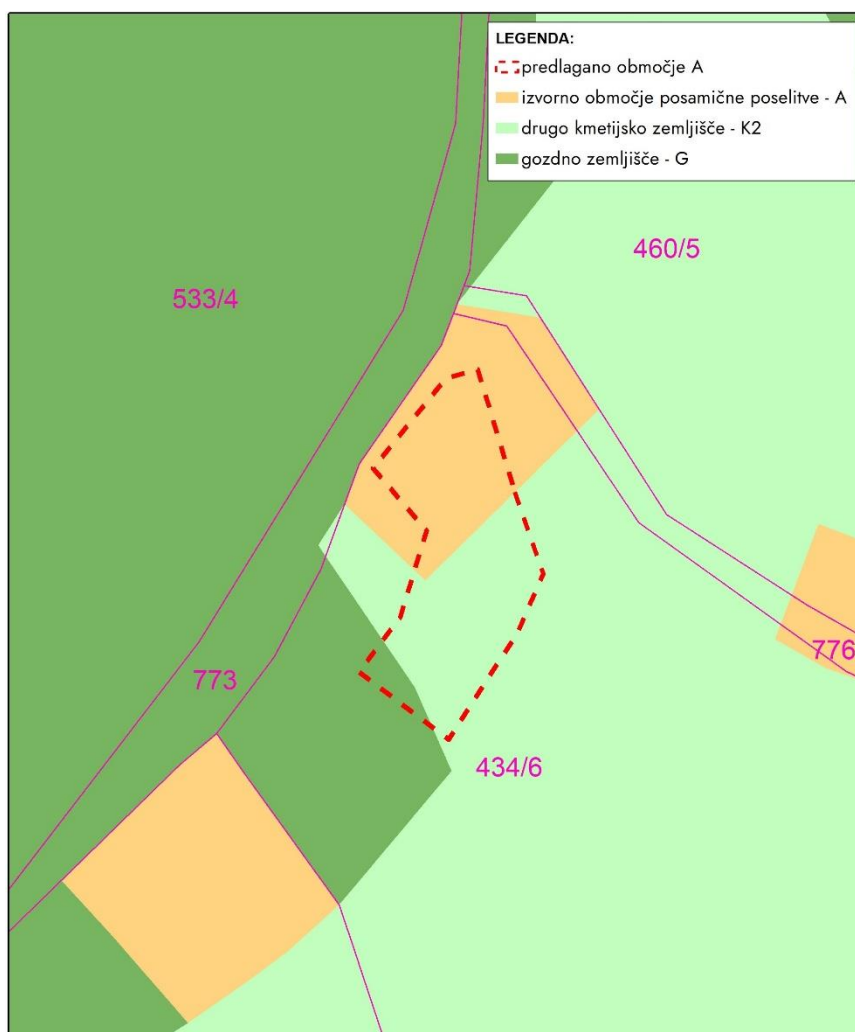 LEGENDA:
predlagano območje A
izvorno območje posamične poselitve - A
drugo kmetijsko zemljišče - K2
gozdno zemljišče - G
460/5
533/4
776
773
434/6